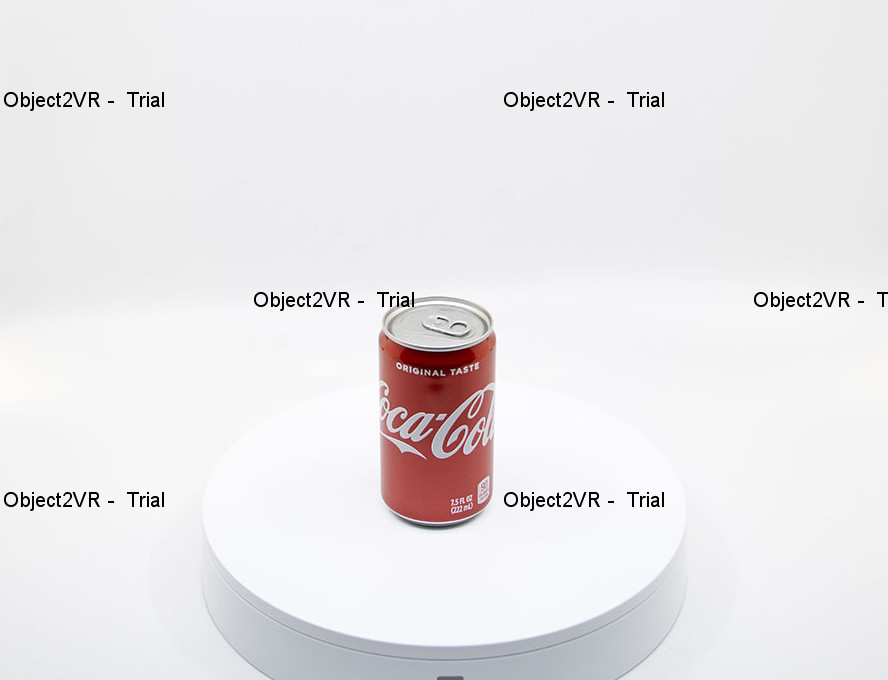 Object2VR - Trial
Object2VR - Trial
Object2VR - Trial
Object2VR - T
ORIGINAL TASTE
Coca-Cola
7.5 FL OZ
(222 mL)
Object2VR - Trial
Object2VR - Trial